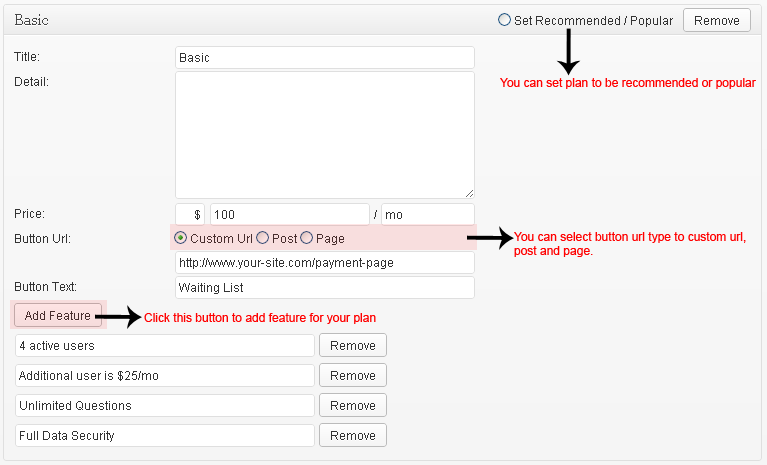 Basic
Set Recommended / Popular
Remove
You can set plan to be recommended or popular
Title:
Basic
Detail:
Price:
$
100
/
mo
Button Url:
Custom Url
Post
Page
You can select button url type to custom url,
post and page.
http://www.your-site.com/payment-page
Button Text:
Waiting List
Add Feature
Click this button to add feature for your plan
4 active users
Remove
Additional user is $25/mo
Remove
Unlimited Questions
Remove
Full Data Security
Remove